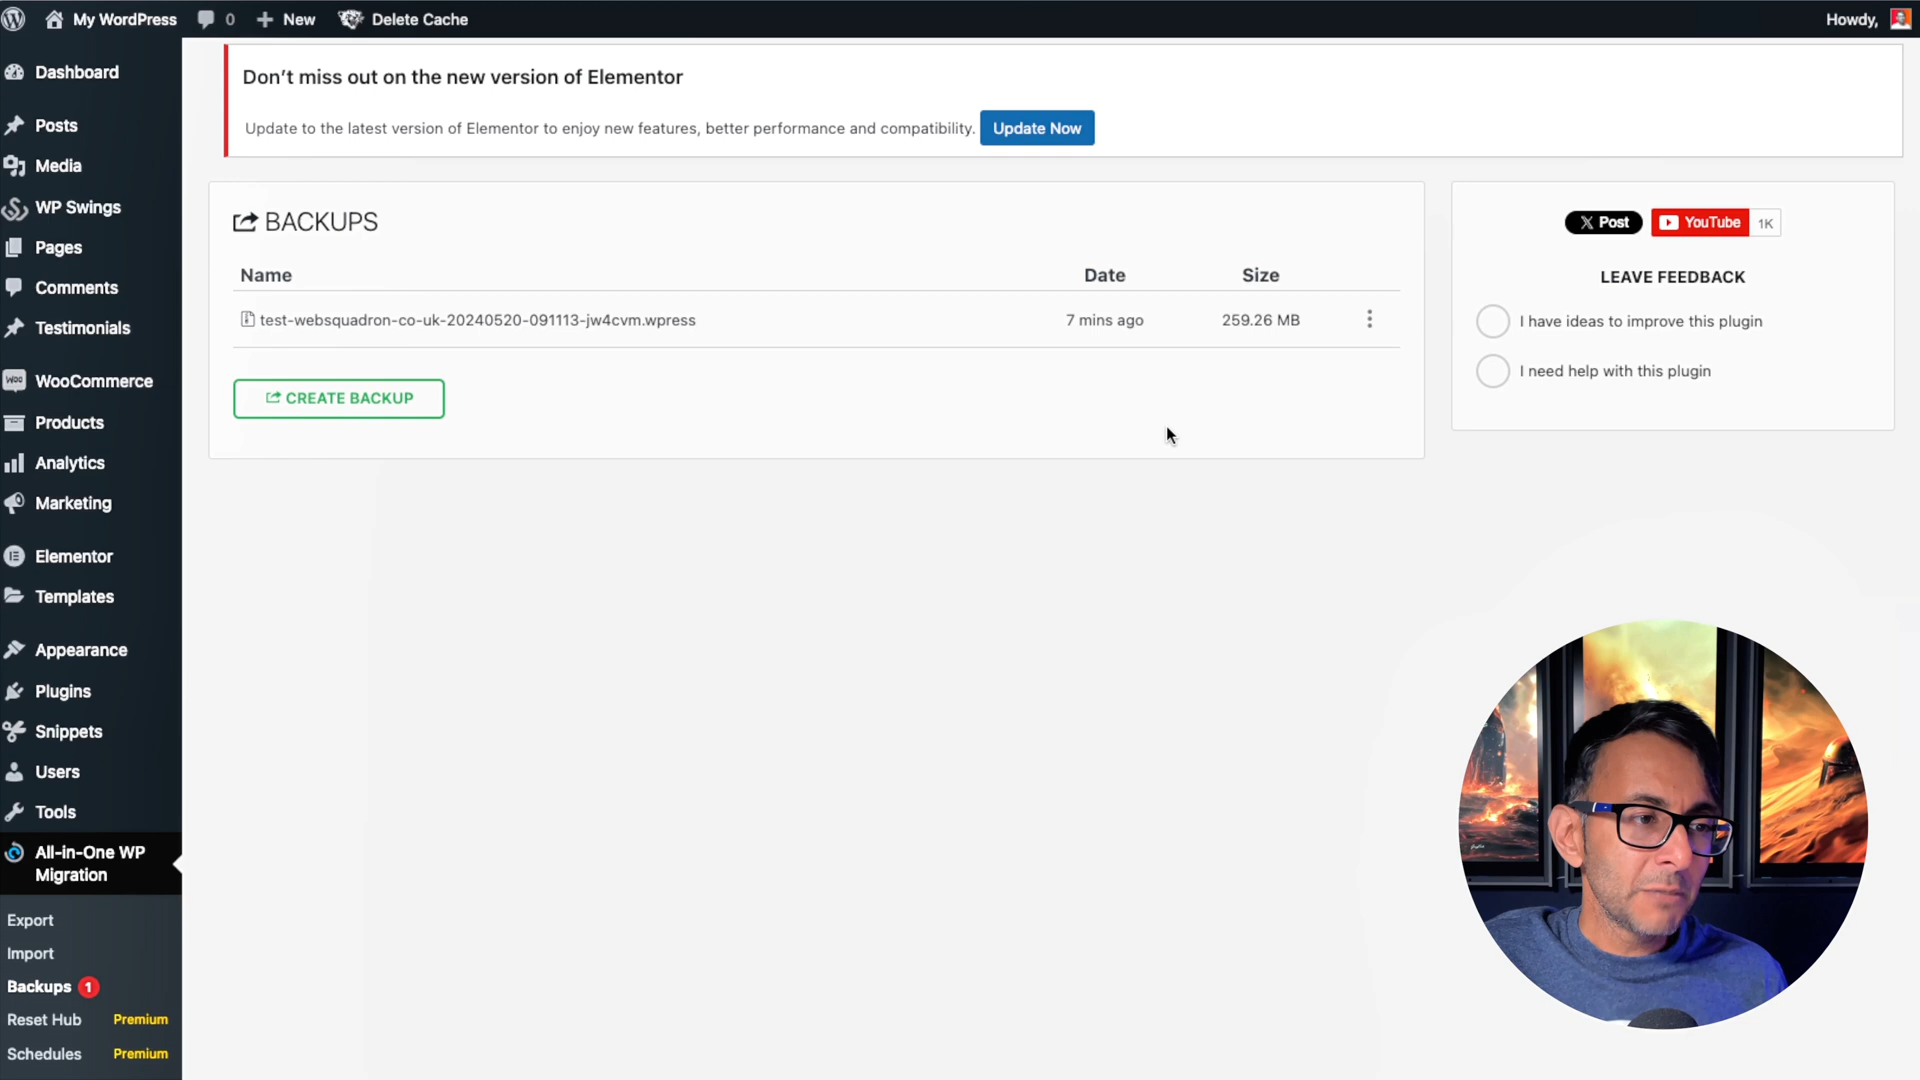 My WordPress 0 New Delete Cache Howdy,
Dashboard
Posts
Media
WP Swings
Pages
Comments
Testimonials
WooCommerce
Products
Analytics
Marketing
Elementor
Templates
Appearance
Plugins
Snippets
Users
Tools
All-in-One WP
Migration
Export
Import
Backups 1
Reset Hub Premium
Schedules Premium
Don't miss out on the new version of Elementor
Update to the latest version of Elementor to enjoy new features, better performance and compatibility. Update Now
BACKUPS
Name Date Size
test-websquadron-co-uk-20240520-091113-jw4cvm.wpress 7 mins ago 259.26 MB
CREATE BACKUP
X Post YouTube 1K
LEAVE FEEDBACK
I have ideas to improve this plugin
I need help with this plugin